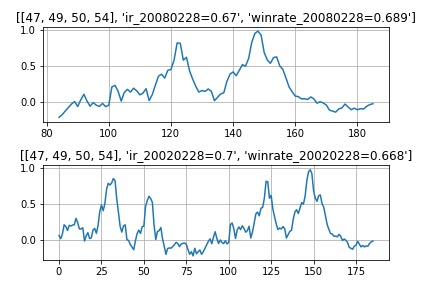 [[47, 49, 50, 54], 'ir_20080228=0.67', 'winrate_20080228=0.689']
1.0
0.5
0.0
80 100 120 140 160 180
[[47, 49, 50, 54], 'ir_20020228=0.7', 'winrate_20020228=0.668']
1.0
0.5
0.0
0 25 50 75 100 125 150 175